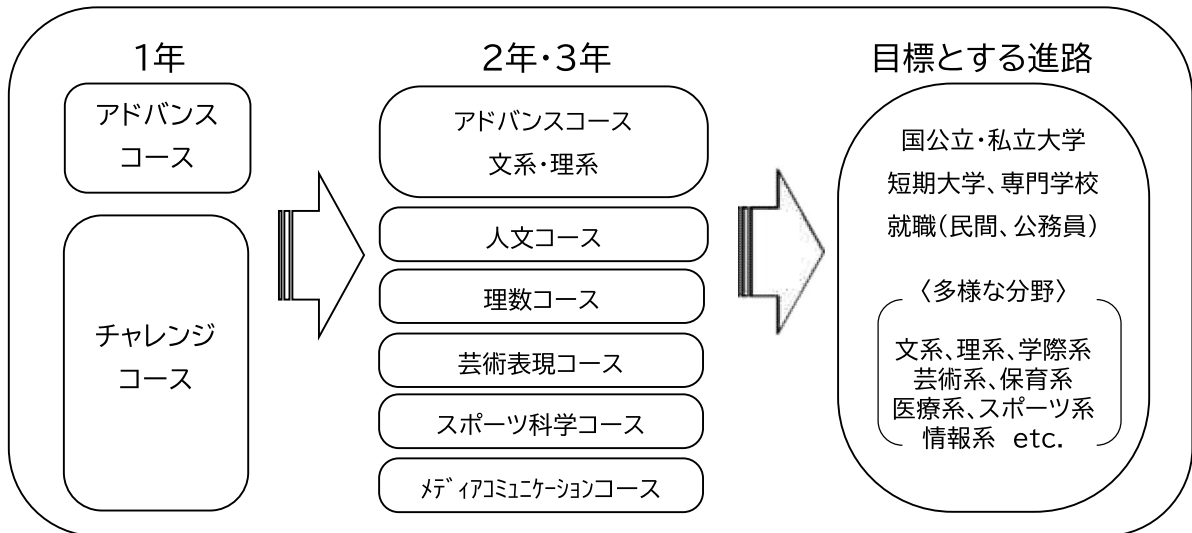 1年
アドバンス
コース
チャレンジ
コース
2年・3年
アドバンスコース
文系・理系
人文コース
理数コース
芸術表現コース
スポーツ科学コース
ﾒﾃﾞｨｱｺﾐｭﾆｹｰｼｮﾝコース
目標とする進路
国公立・私立大学
短期大学、専門学校
就職(民間、公務員)
〈多様な分野〉
文系、理系、学際系
芸術系、保育系
医療系、スポーツ系
情報系 etc.